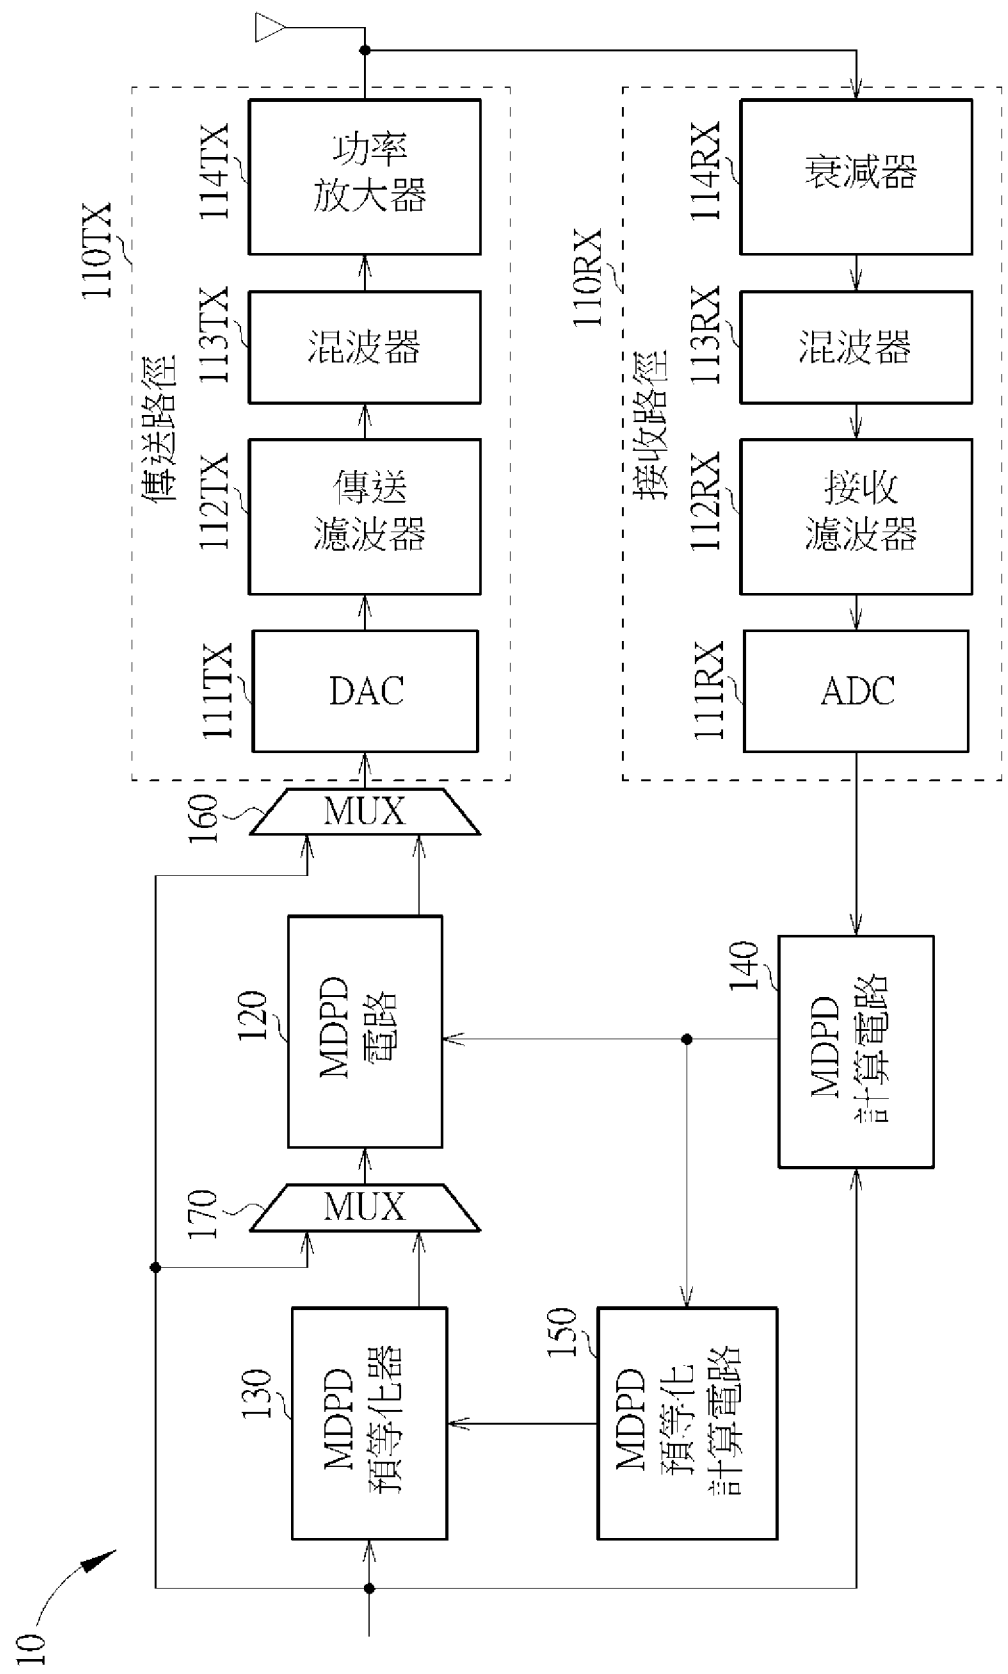 10
130
MDPD
預等化器
170
MUX
120
MDPD
電路
160
MUX
110TX
傳送路徑
111TX
DAC
112TX
傳送
濾波器
113TX
混波器
114TX
功率
放大器
150
MDPD
預等化
計算電路
140
MDPD
計算電路
110RX
接收路徑
111RX
ADC
112RX
接收
濾波器
113RX
混波器
114RX
衰減器